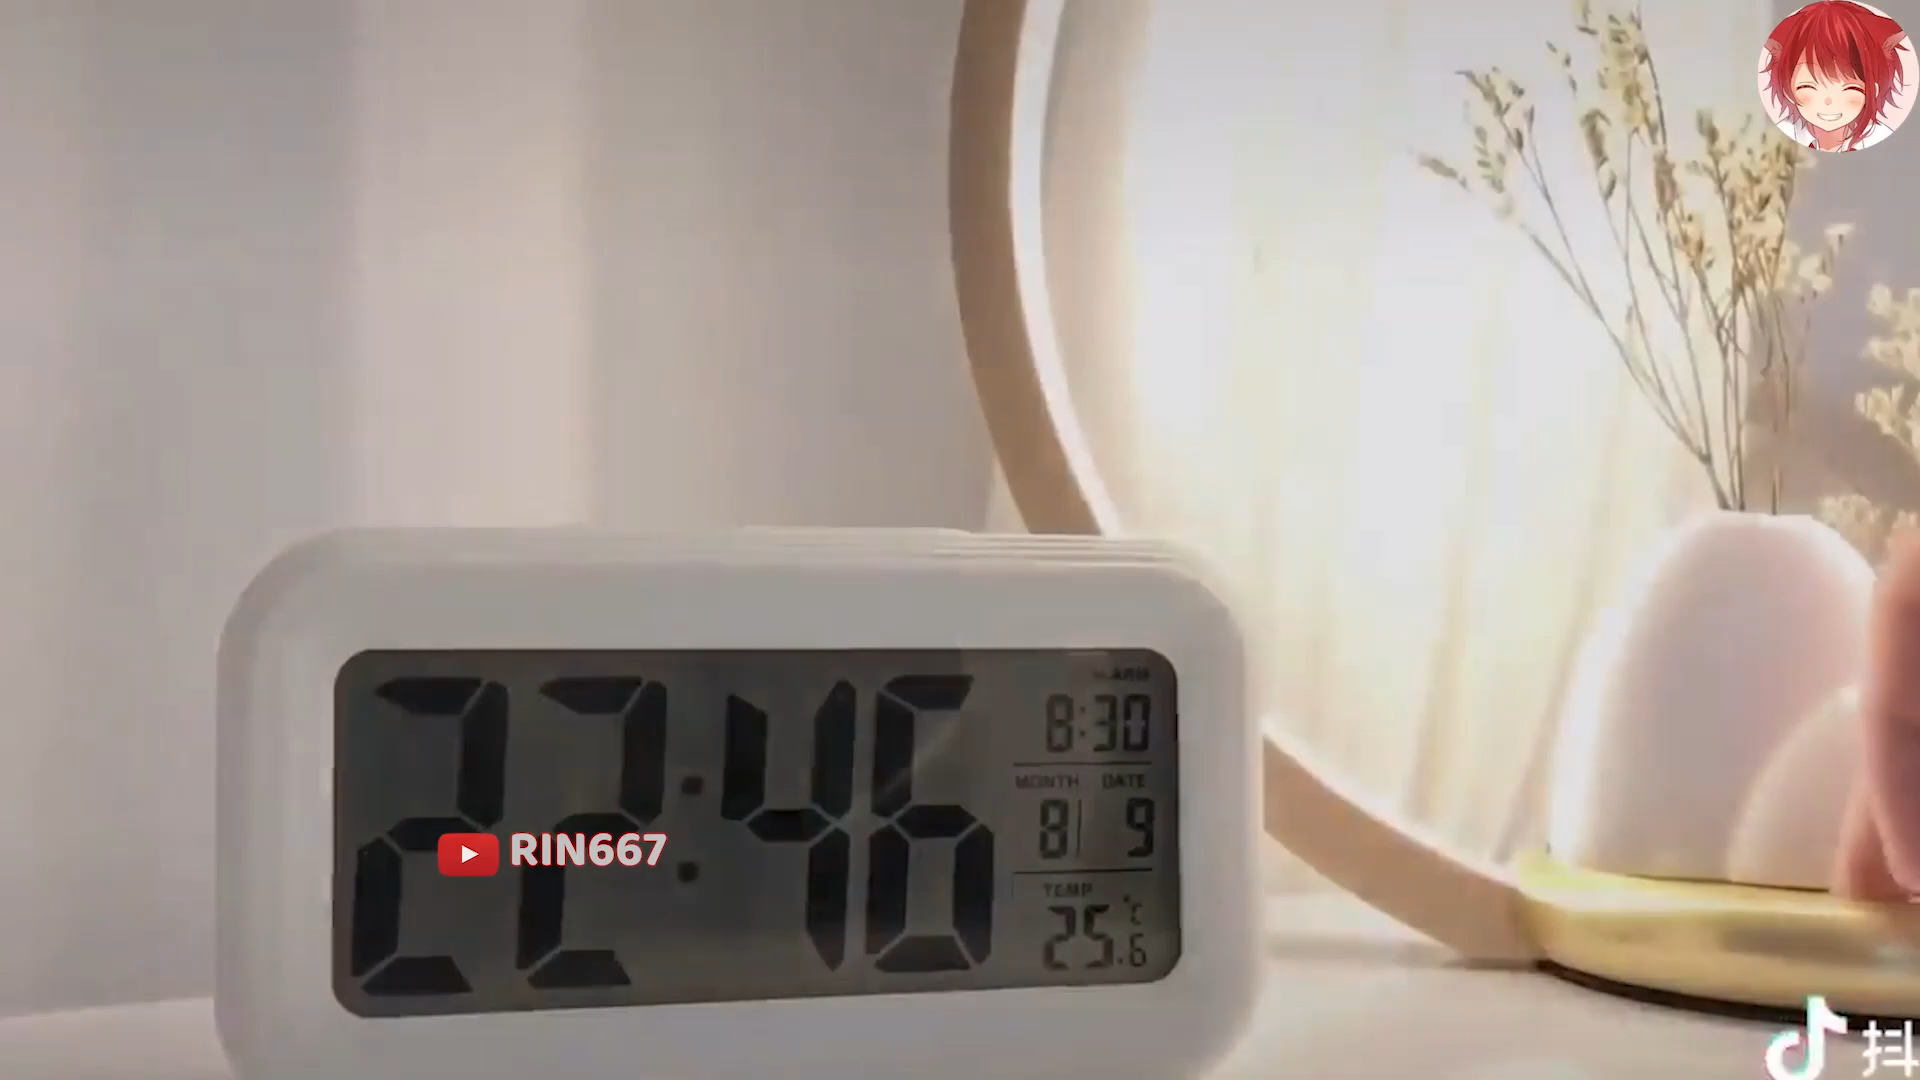 22:46
ALARM
8:30
MONTH DATE
8 9
TEMP
25.6 °C
RIN667
抖